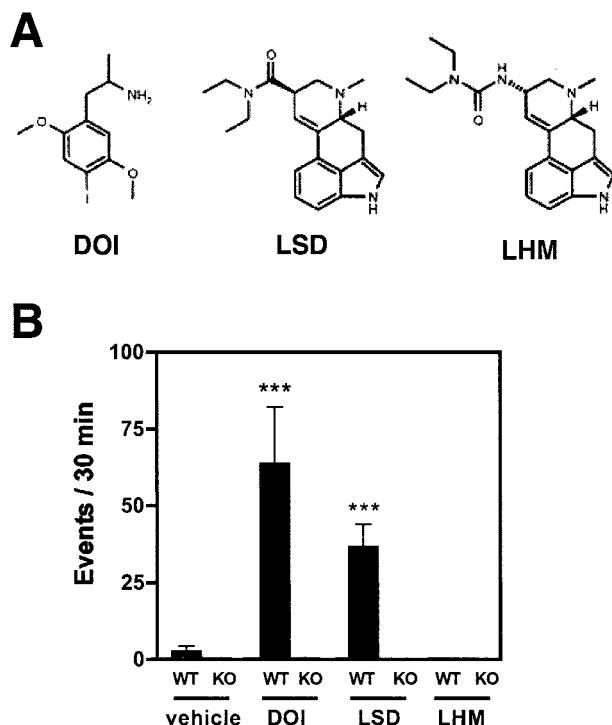 A
NH₂
O
O
I
DOI
O
N
N
H
N
H
LSD
N
H
N
O
N
H
N
H
LHM
B
100
75
50
25
0
Events / 30 min
***
***
WT KO WT KO WT KO WT KO
vehicle DOI LSD LHM